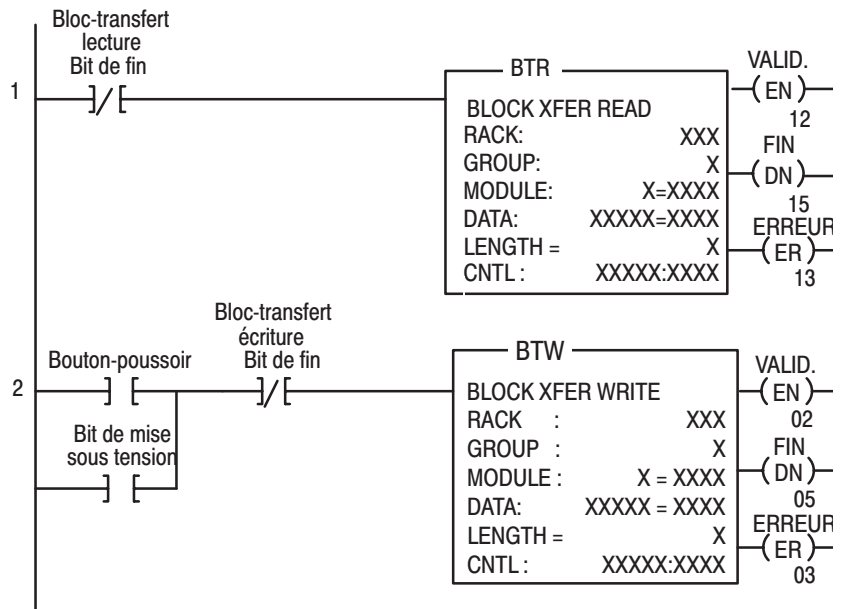 Bloc-transfert
lecture
Bit de fin
1
BTR
BLOCK XFER READ
RACK: XXX
GROUP: X
MODULE: X=XXXX
DATA: XXXXX=XXXX
LENGTH = X
CNTL : XXXXX:XXXX
VALID.
EN
12
FIN
DN
15
ERREUR
ER
13
Bloc-transfert
écriture
Bit de fin
Bouton-poussoir
2
Bit de mise
sous tension
BTW
BLOCK XFER WRITE
RACK : XXX
GROUP : X
MODULE : X = XXXX
DATA: XXXXX = XXXX
LENGTH = X
CNTL : XXXXX:XXXX
VALID.
EN
02
FIN
DN
05
ERREUR
ER
03